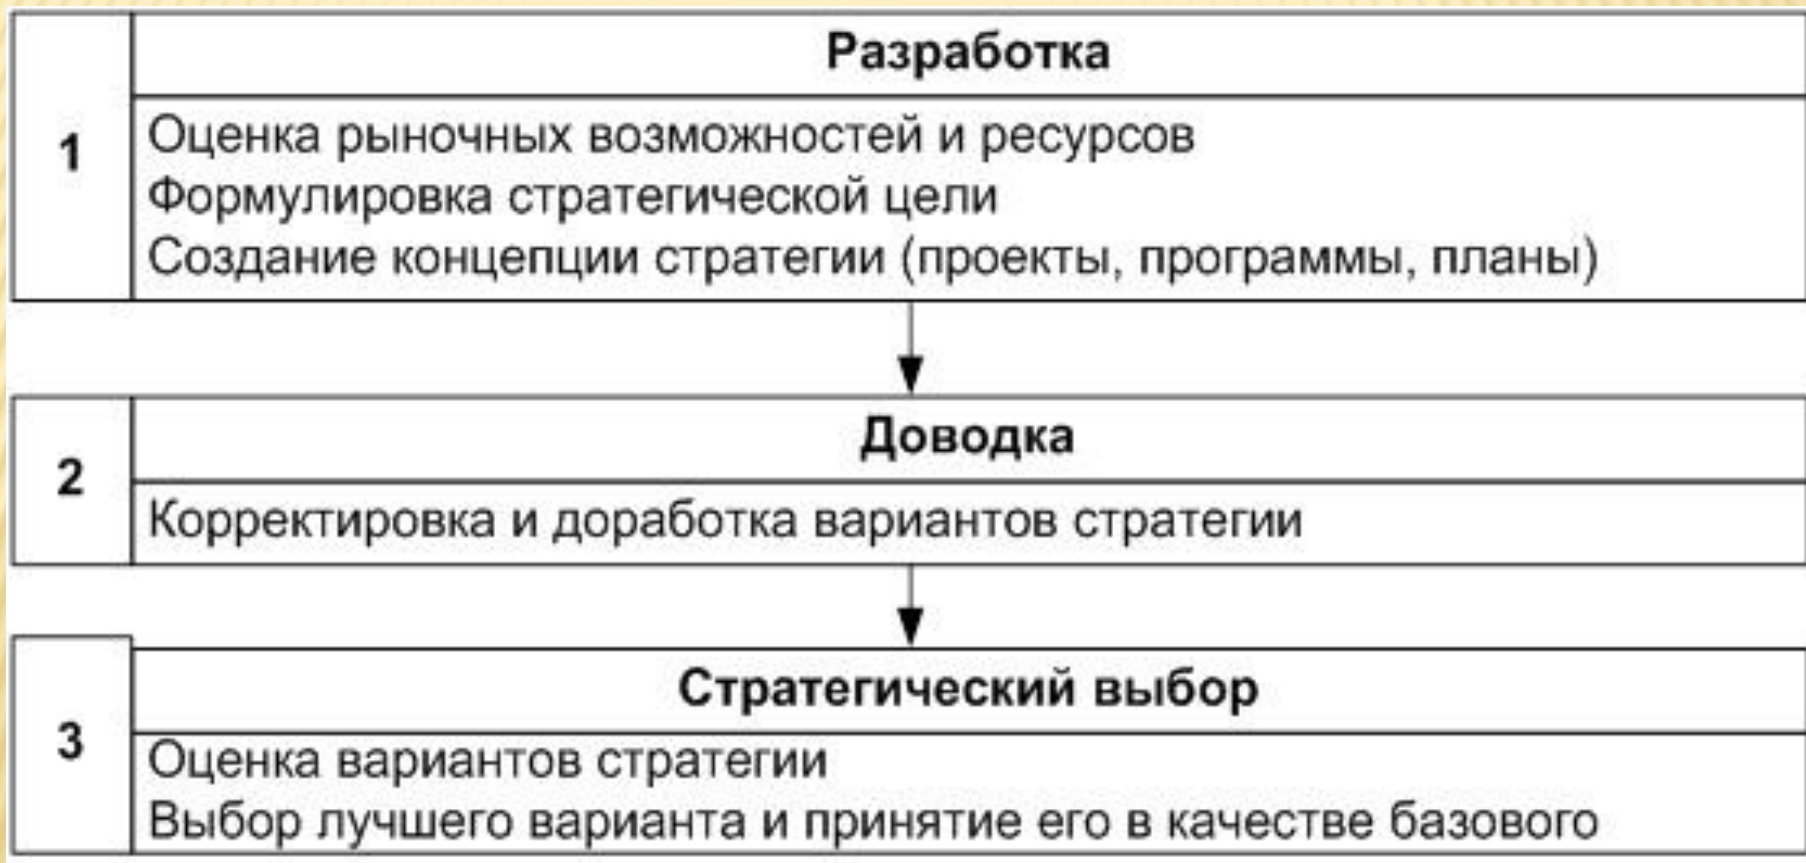 Разработка
1
Оценка рыночных возможностей и ресурсов
Формулировка стратегической цели
Создание концепции стратегии (проекты, программы, планы)
Доводка
2
Корректировка и доработка вариантов стратегии
Стратегический выбор
3
Оценка вариантов стратегии
Выбор лучшего варианта и принятие его в качестве базового